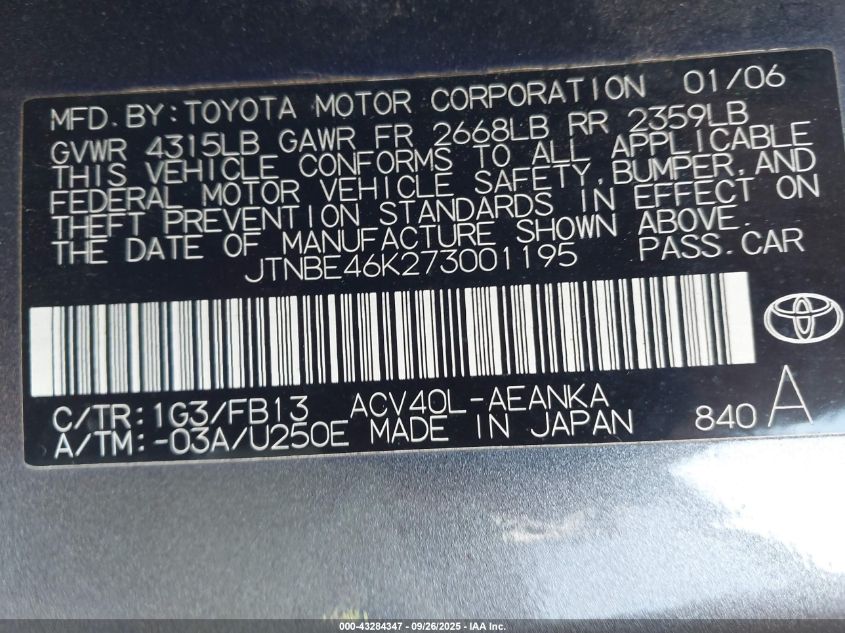 MFD. BY: TOYOTA MOTOR CORPORATION 01/06
GVWR 4315LB GAWR FR 2668LB RR 2359LB
THIS VEHICLE CONFORMS TO ALL APPLICABLE
FEDERAL MOTOR VEHICLE SAFETY, BUMPER, AND
THEFT PREVENTION STANDARDS IN EFFECT ON
THE DATE OF MANUFACTURE SHOWN ABOVE.
JTNBE46K273001195 PASS. CAR
C/TR: 1G3/FB13 ACV40L-AEANKA
A/TM: -03A/U250E MADE IN JAPAN 840 A
000-43284347 - 09/26/2025 - IAA Inc.